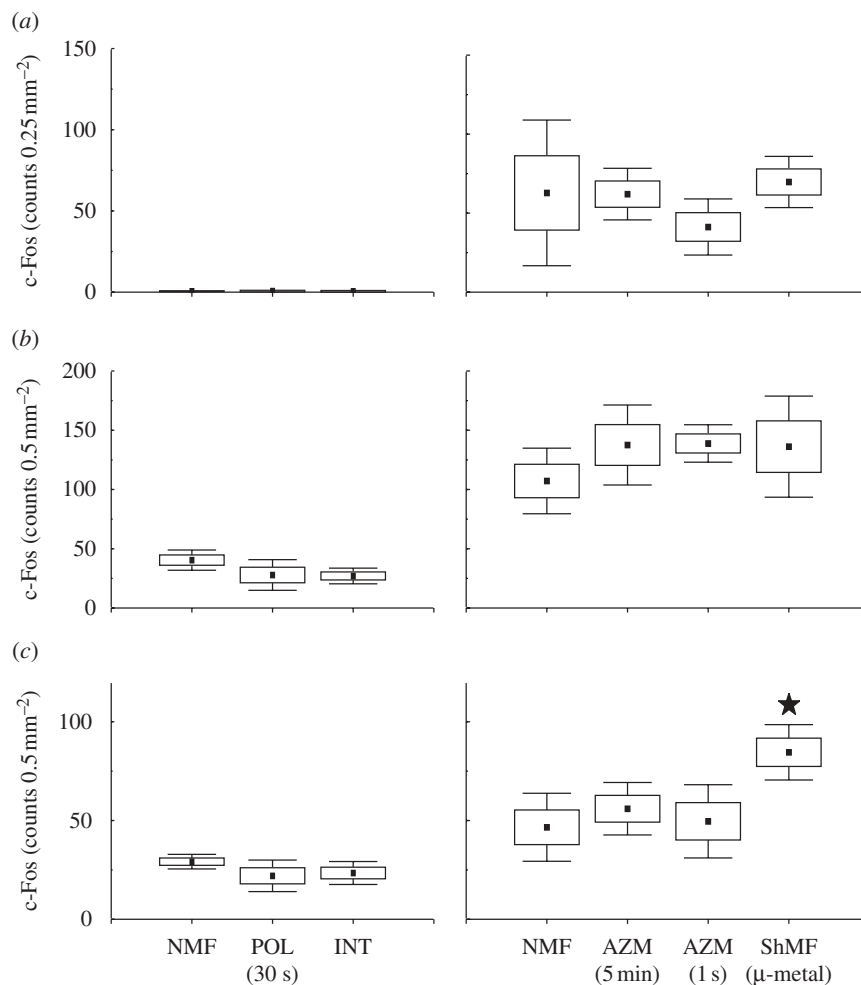 (a)
150
100
50
0
c-Fos (counts 0.25 mm−2)
(b)
200
150
100
50
0
c-Fos (counts 0.5 mm−2)
(c)
100
50
0
c-Fos (counts 0.5 mm−2)
NMF POL INT NMF AZM AZM ShMF
(30 s) (5 min) (1 s) (μ-metal)